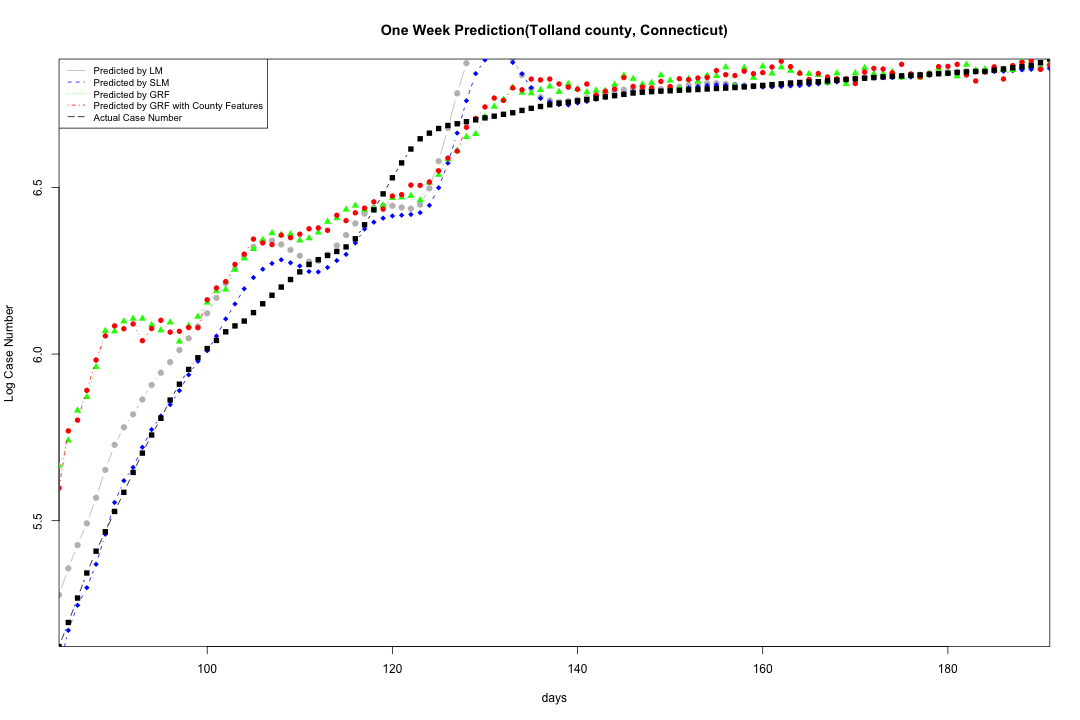 One Week Prediction(Tolland county, Connecticut)
Predicted by LM
Predicted by SLM
Predicted by GRF
Predicted by GRF with County Features
Actual Case Number
Log Case Number
6.5
6.0
5.5
100
120
140
160
180
days